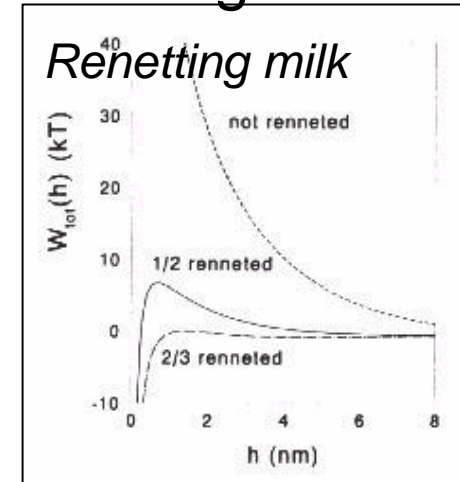 Renetting milk
W_tot(h) (kT)
40
30
20
10
0
-10
not renneted
1/2 renneted
2/3 renneted
0 2 4 6 8
h (nm)